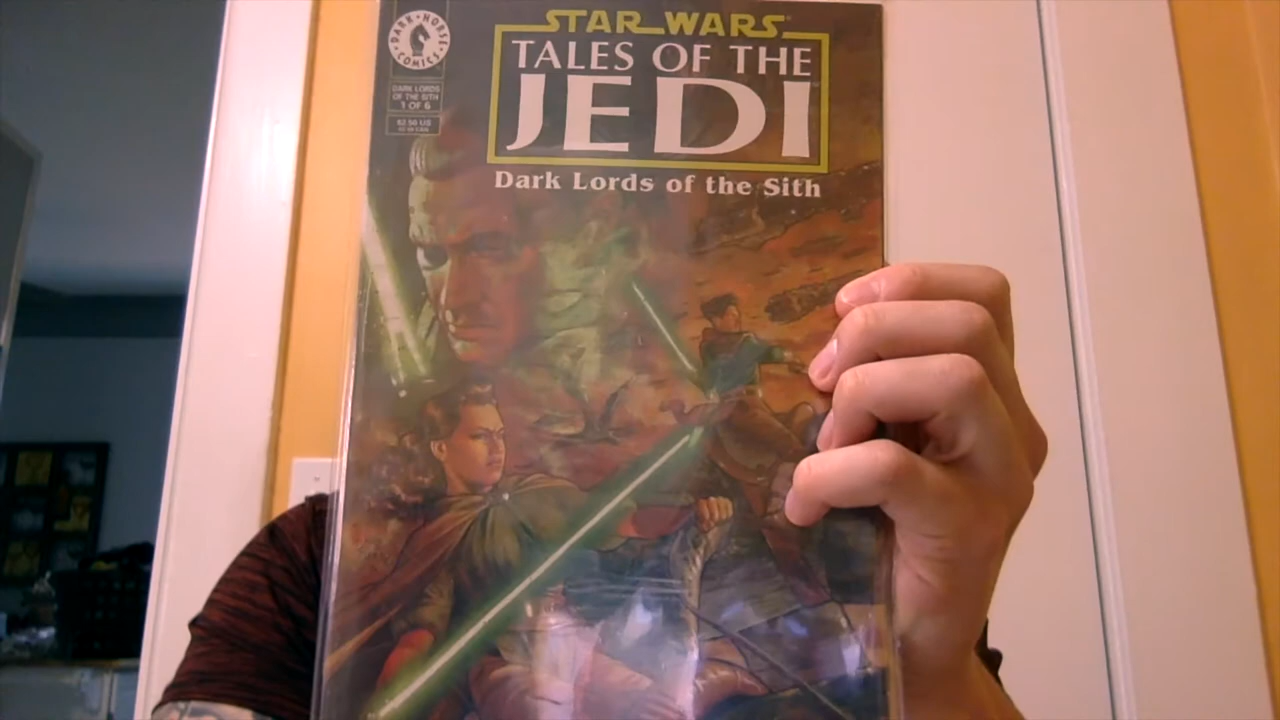 STAR WARS
TALES OF THE
JEDI
Dark Lords of the Sith
DARK HORSE
COMICS
DARK LORDS
OF THE SITH
1 OF 6
$2.50 US